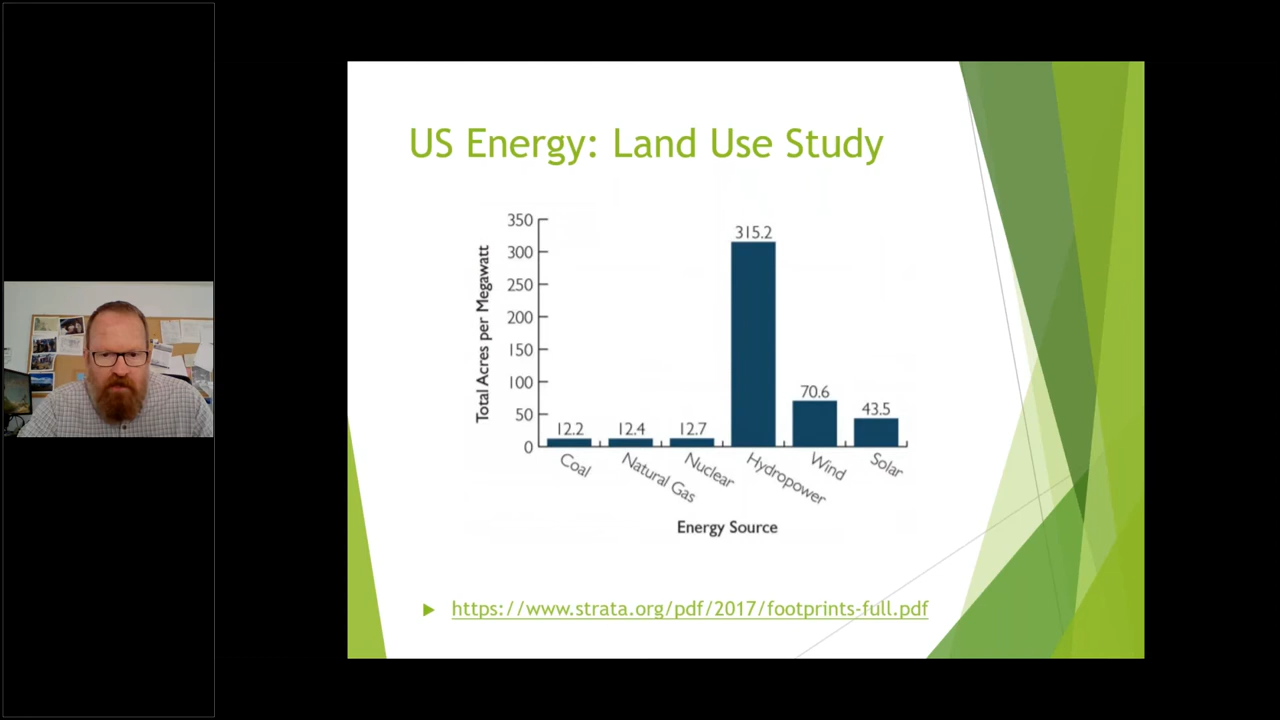 US Energy: Land Use Study
Total Acres per Megawatt
350
300
250
200
150
100
50
0
12.2
12.4
12.7
315.2
70.6
43.5
Coal
Natural Gas
Nuclear
Hydropower
Wind
Solar
Energy Source
https://www.strata.org/pdf/2017/footprints-full.pdf